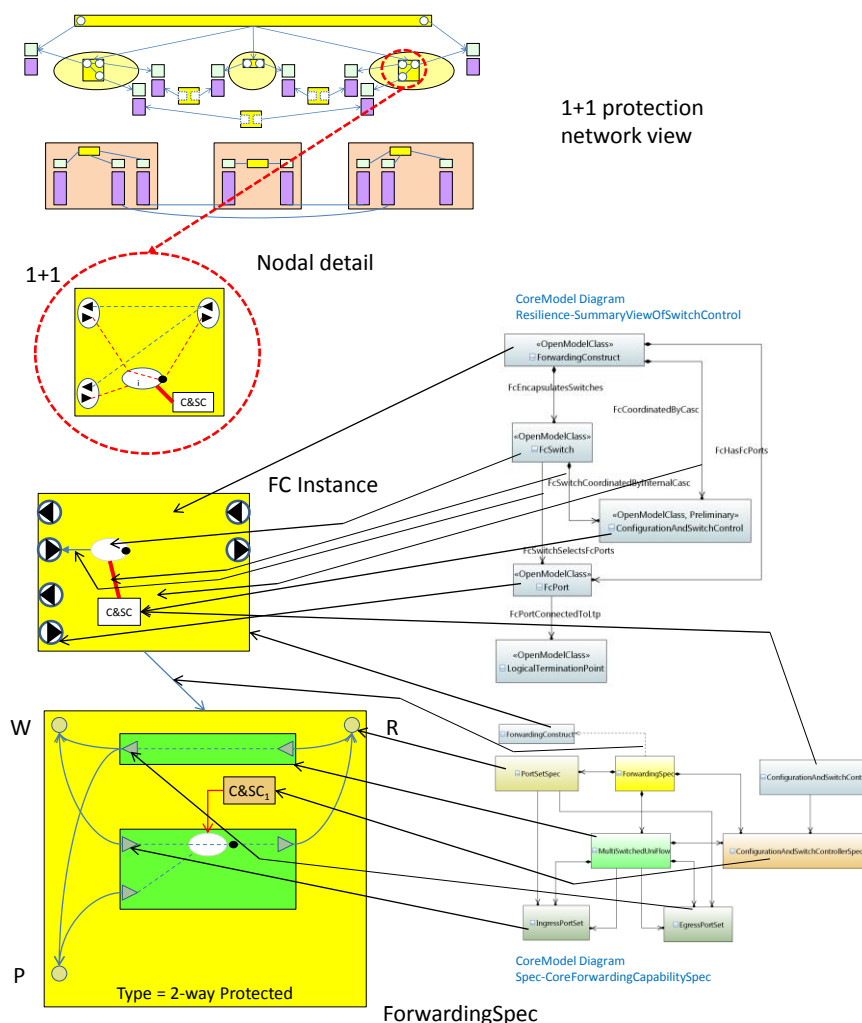 1+1 protection
network view
Nodal detail
1+1
i
C&SC
CoreModel Diagram
Resilience-SummaryViewOfSwitchControl
«OpenModelClass»
ForwardingConstruct
FcEncapsulatesSwitches
FcCoordinatedByCasc
«OpenModelClass»
FcSwitch
FcHasFcPorts
FcSwitchCoordinatedByInternalCasc
«OpenModelClass, Preliminary»
ConfigurationAndSwitchControl
FcSwitchSelectsFcPorts
«OpenModelClass»
FcPort
FcPortConnectedToLtp
«OpenModelClass»
LogicalTerminationPoint
FC Instance
C&SC
W
R
C&SC1
P
Type = 2-way Protected
ForwardingSpec
ForwardingConstruct
PortSetSpec
ForwardingSpec
ConfigurationAndSwitchContr
MultiSwitchedUniFlow
ConfigurationAndSwitchControllerSpec
IngressPortSet
EgressPortSet
CoreModel Diagram
Spec-CoreForwardingCapabilitySpec